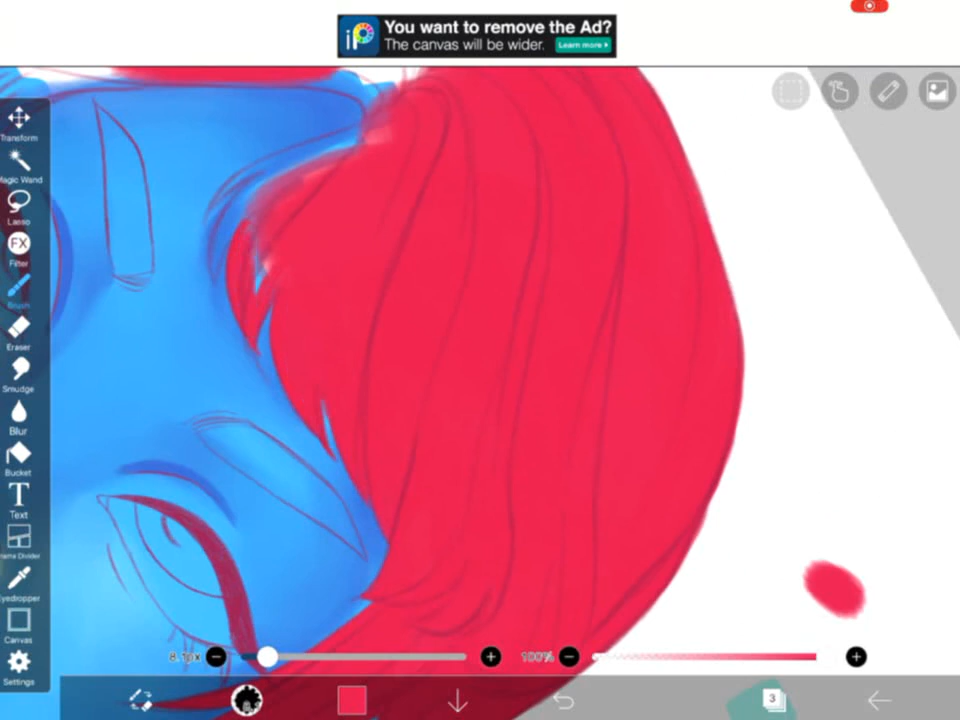 iP
You want to remove the Ad?
The canvas will be wider. Learn more
Transform
Magic Wand
Lasso
FX
Filter
Brush
Eraser
Smudge
Blur
Bucket
T
Text
Frame Divider
Eyedropper
Canvas
Settings
8.1px
100%
3